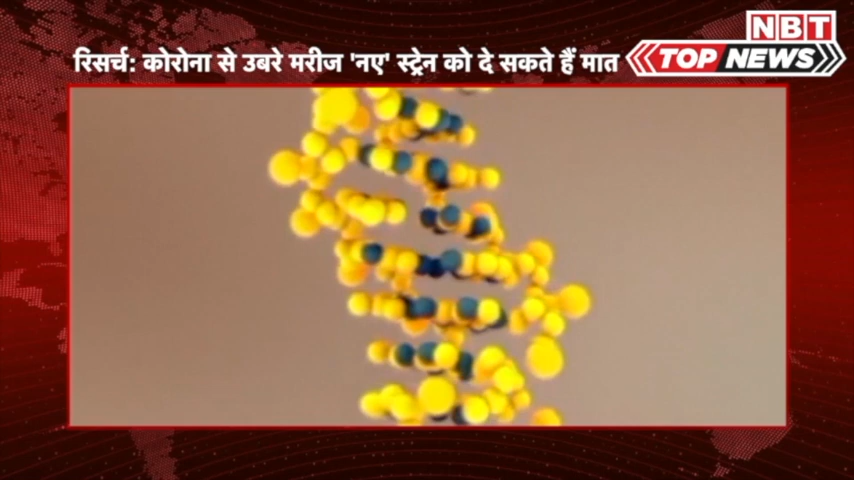 NBT
रिसर्च: कोरोना से उबरे मरीज 'नए' स्ट्रेन को दे सकते हैं मात
TOP NEWS